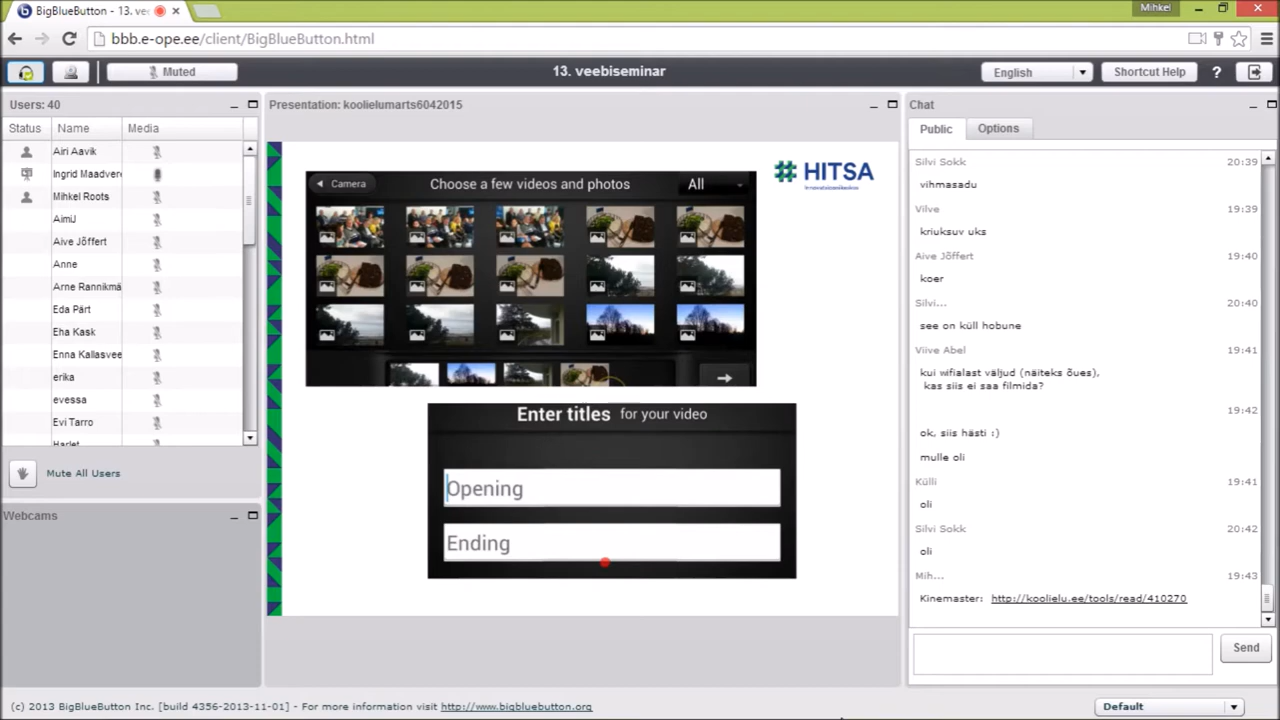 BigBlueButton - 13. vee
Mihkel
bbb.e-ope.ee/client/BigBlueButton.html
Muted
13. veebiseminar
English
Shortcut Help
?
Users: 40
Status Name Media
Airi Aavik
Ingrid Maadvere
Mihkel Roots
AimiJ
Aive Jõffert
Anne
Arne Rannikmä
Eda Pärt
Eha Kask
Enna Kallasvee
erika
evessa
Evi Tarro
Harlet
Mute All Users
Webcams
Presentation: koolielumarts6042015
Camera
Choose a few videos and photos
All
# HITSA
Innovatsioonikeskus
Enter titles for your video
Opening
Ending
Chat
Public Options
Silvi Sokk 20:39
vihmasadu
Vilve 19:39
kriuksuv uks
Aive Jõffert 19:40
koer
Silvi... 20:40
see on küll hobune
Viive Abel 19:41
kui wifialast väljud (näiteks õues),
kas siis ei saa filmida?
19:42
ok, siis hästi :)
mulle oli
Külli 19:41
oli
Silvi Sokk 20:42
oli
Mih... 19:43
Kinemaster: http://koolielu.ee/tools/read/410270
Send
(c) 2013 BigBlueButton Inc. [build 4356-2013-11-01] - For more information visit http://www.bigbluebutton.org
Default